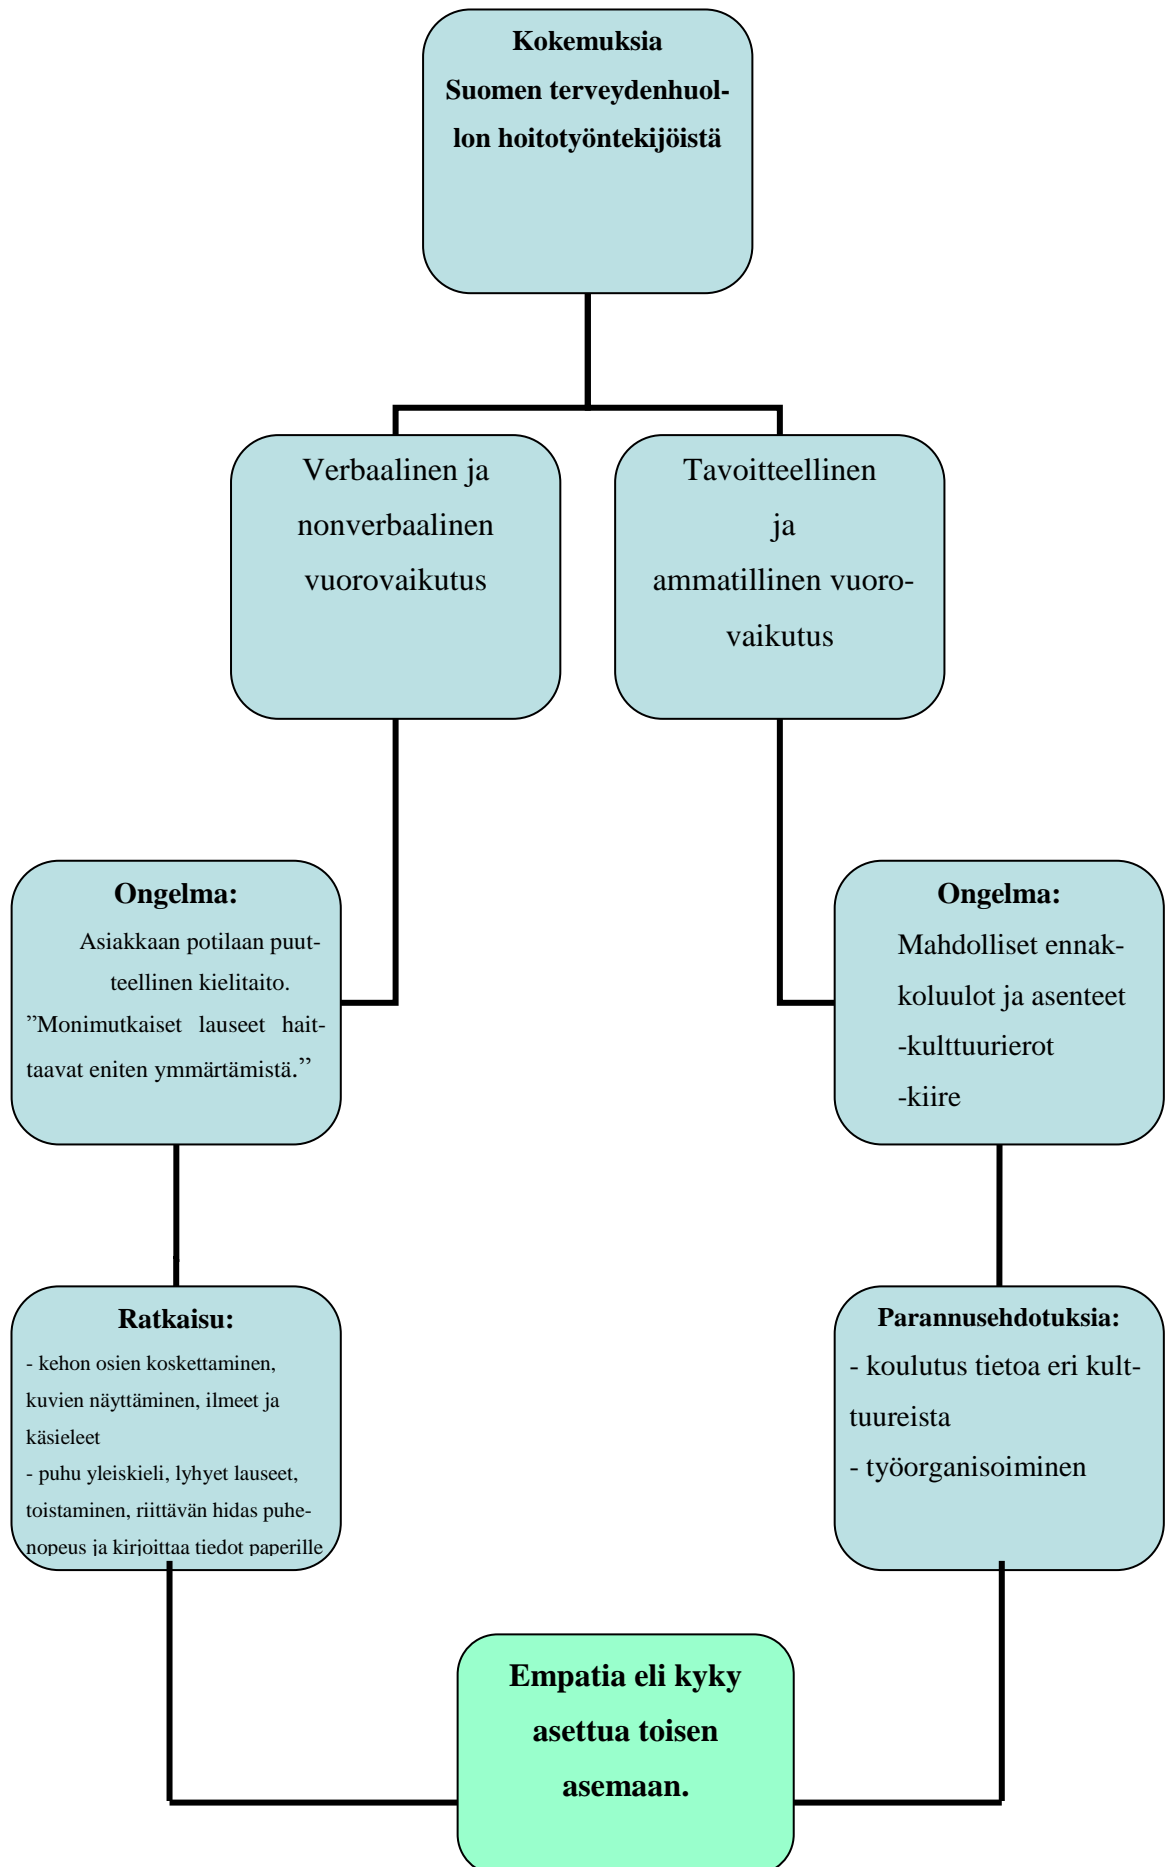 Kokemuksia
Suomen terveydenhuol-
lon hoitotyöntekijöistä
Verbaalinen ja
nonverbaalinen
vuorovaikutus
Tavoitteellinen
ja
ammatillinen vuoro-
vaikutus
Ongelma:
Asiakkaan potilaan puut-
teellinen kielitaito.
”Monimutkaiset lauseet hait-
taavat eniten ymmärtämistä.”
Ongelma:
Mahdolliset ennak-
koluulot ja asenteet
-kulttuurierot
-kiire
Ratkaisu:
- kehon osien koskettaminen,
kuvien näyttäminen, ilmeet ja
käsieleet
- puhu yleiskieli, lyhyet lauseet,
toistaminen, riittävän hidas puhe-
nopeus ja kirjoittaa tiedot paperille
Parannusehdotuksia:
- koulutus tietoa eri kult-
tuureista
- työorganisoiminen
Empatia eli kyky
asettua toisen
asemaan.